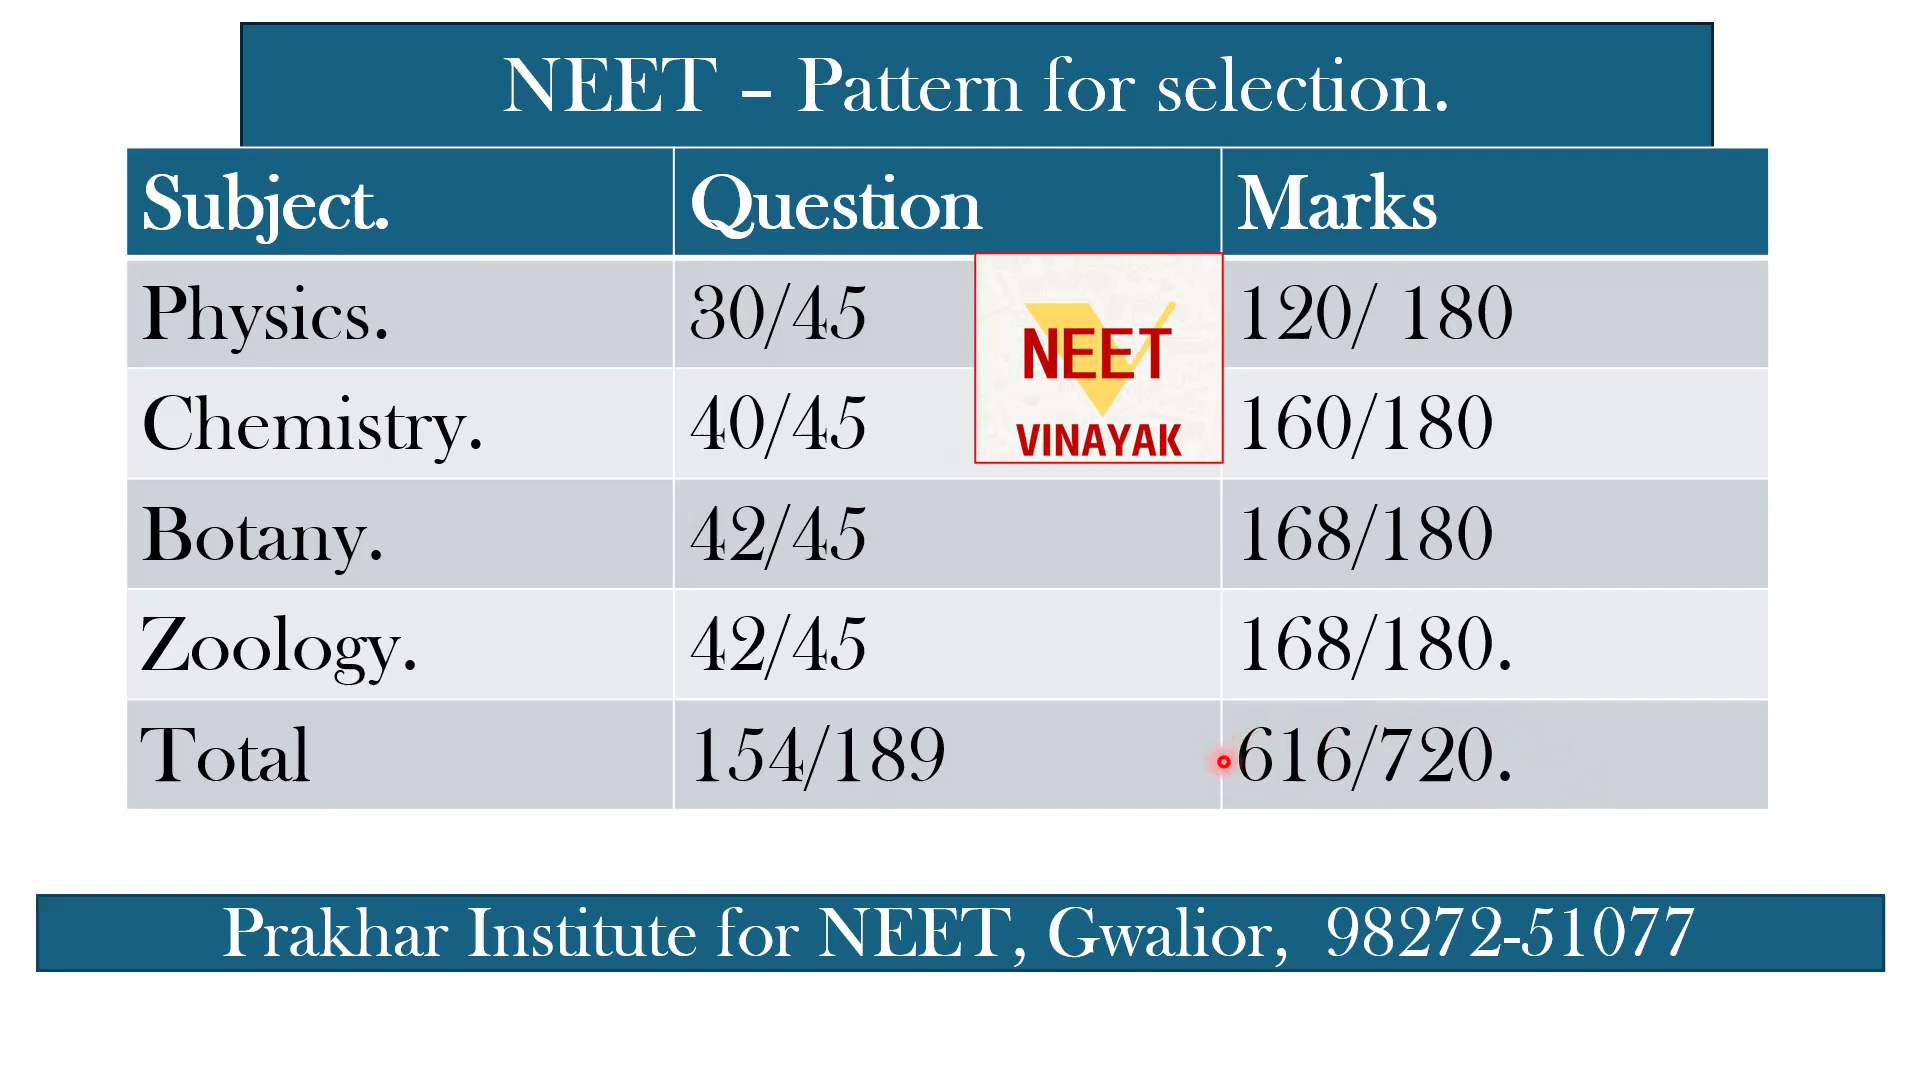 NEET – Pattern for selection.
Subject. Question Marks
Physics. 30/45 120/ 180
Chemistry. 40/45 160/180
NEET
VINAYAK
Botany. 42/45 168/180
Zoology. 42/45 168/180.
Total 154/189 616/720.
Prakhar Institute for NEET, Gwalior, 98272-51077